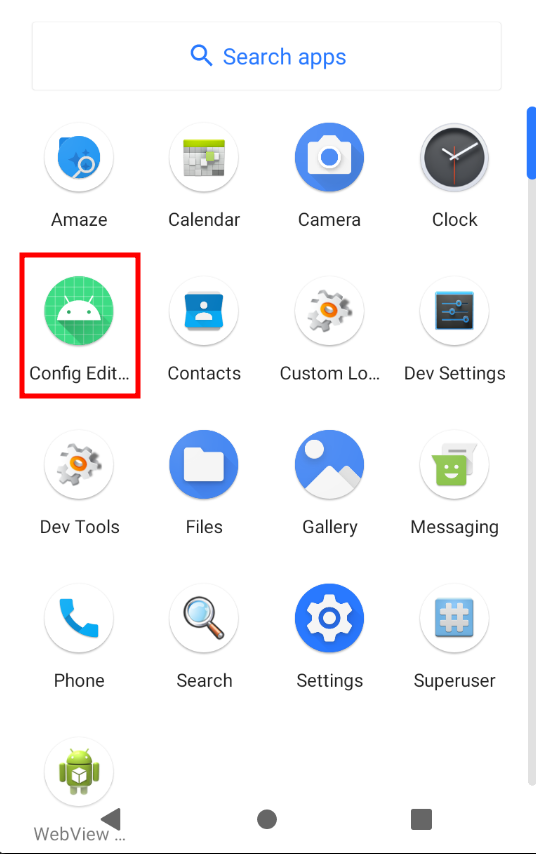 Search apps
Amaze
Calendar
Camera
Clock
Config Edit...
Contacts
Custom Lo...
Dev Settings
Dev Tools
Files
Gallery
Messaging
Phone
Search
Settings
Superuser
WebView ...